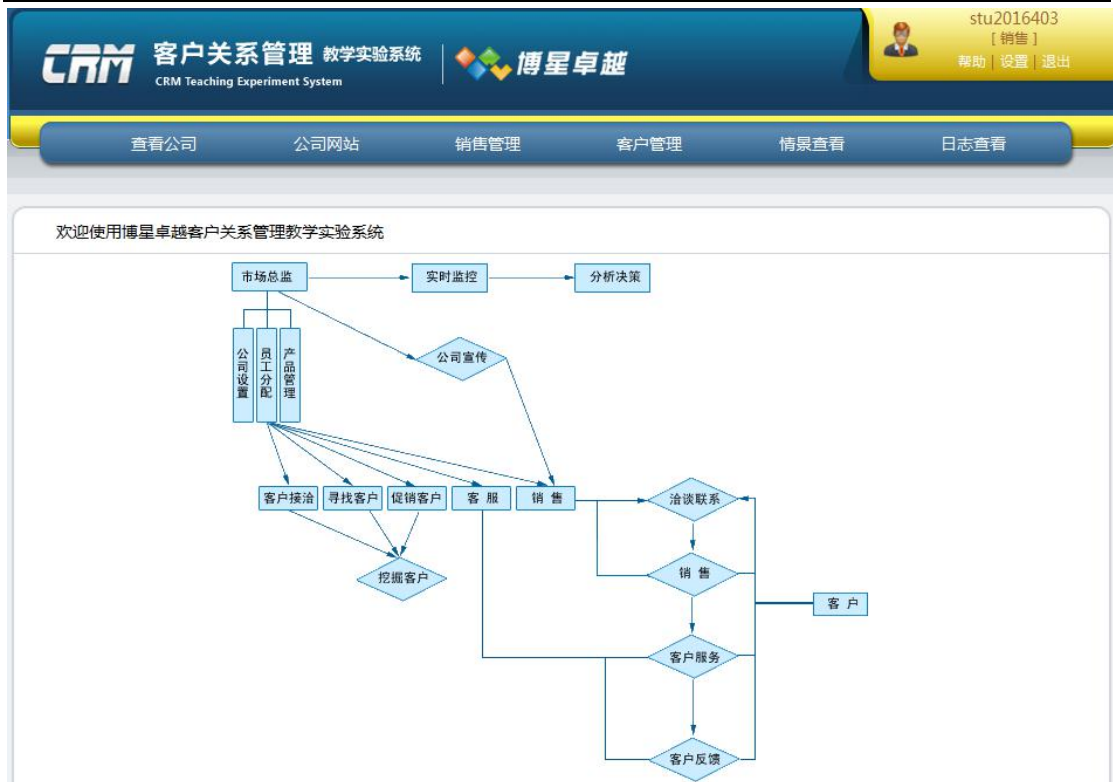 CRM 客户关系管理 教学实验系统
CRM Teaching Experiment System
博星卓越
stu2016403
[ 销售 ]
帮助 | 设置 | 退出
查看公司 公司网站 销售管理 客户管理 情景查看 日志查看
欢迎使用博星卓越客户关系管理教学实验系统
市场总监 实时监控 分析决策
公司设置 员工分配 产品管理
公司宣传
客户接洽 寻找客户 促销客户 客服 销售 洽谈联系
挖掘客户 销售
客户
客户服务
客户反馈